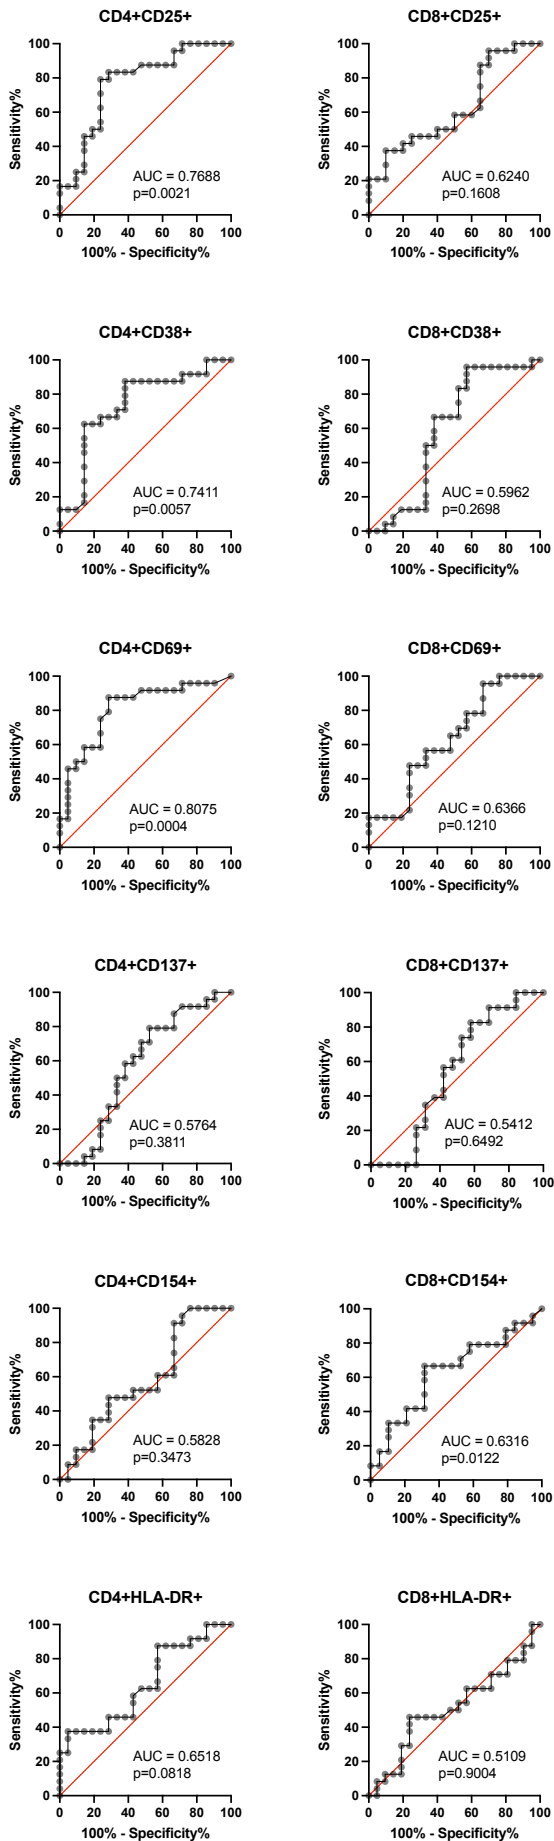 CD4+CD25+
Sensitivity%
100
80
60
40
20
0
AUC = 0.7688
p=0.0021
0 20 40 60 80 100
100% - Specificity%
CD8+CD25+
Sensitivity%
100
80
60
40
20
0
AUC = 0.6240
p=0.1608
0 20 40 60 80 100
100% - Specificity%
CD4+CD38+
Sensitivity%
100
80
60
40
20
0
AUC = 0.7411
p=0.0057
0 20 40 60 80 100
100% - Specificity%
CD8+CD38+
Sensitivity%
100
80
60
40
20
0
AUC = 0.5962
p=0.2698
0 20 40 60 80 100
100% - Specificity%
CD4+CD69+
Sensitivity%
100
80
60
40
20
0
AUC = 0.8075
p=0.0004
0 20 40 60 80 100
100% - Specificity%
CD8+CD69+
Sensitivity%
100
80
60
40
20
0
AUC = 0.6366
p=0.1210
0 20 40 60 80 100
100% - Specificity%
CD4+CD137+
Sensitivity%
100
80
60
40
20
0
AUC = 0.5764
p=0.3811
0 20 40 60 80 100
100% - Specificity%
CD8+CD137+
Sensitivity%
100
80
60
40
20
0
AUC = 0.5412
p=0.6492
0 20 40 60 80 100
100% - Specificity%
CD4+CD154+
Sensitivity%
100
80
60
40
20
0
AUC = 0.5828
p=0.3473
0 20 40 60 80 100
100% - Specificity%
CD8+CD154+
Sensitivity%
100
80
60
40
20
0
AUC = 0.6316
p=0.0122
0 20 40 60 80 100
100% - Specificity%
CD4+HLA-DR+
Sensitivity%
100
80
60
40
20
0
AUC = 0.6518
p=0.0818
0 20 40 60 80 100
100% - Specificity%
CD8+HLA-DR+
Sensitivity%
100
80
60
40
20
0
AUC = 0.5109
p=0.9004
0 20 40 60 80 100
100% - Specificity%